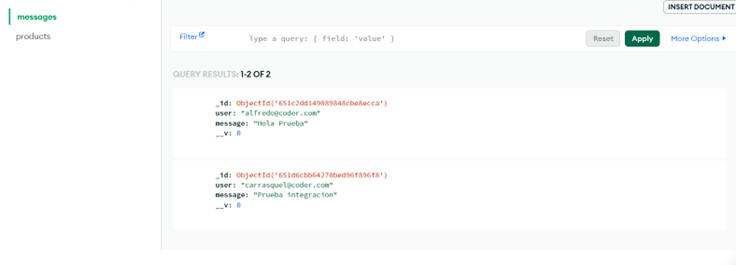 INSERT DOCUMENT
messages
products
Filter
Type a query: { field: 'value' }
Reset
Apply
More Options
QUERY RESULTS: 1-2 OF 2
_id: ObjectId('651c2dd149089848cbe8ecca')
user: "alfredo@coder.com"
message: "Hola Prueba"
__v: 0
_id: ObjectId('651d6cbb64270bed96f896f8')
user: "carrasquel@coder.com"
message: "Prueba integracion"
__v: 0